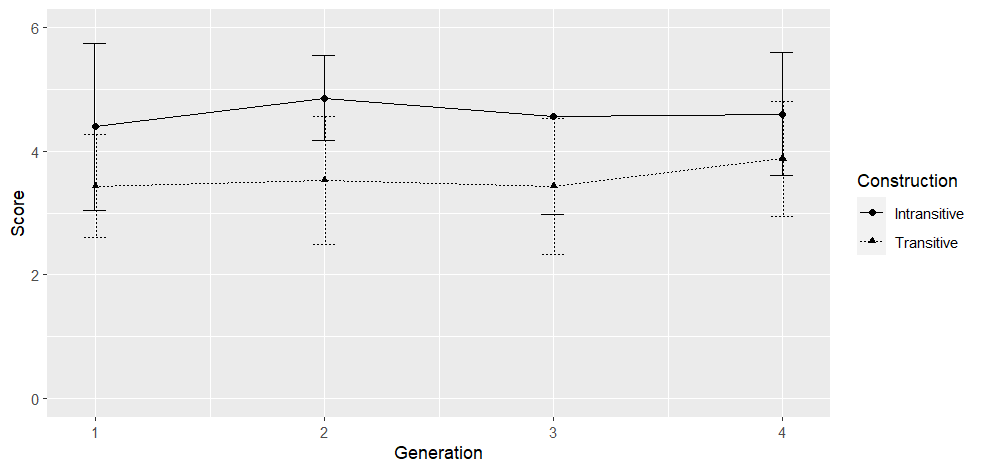 Score
6
4
2
0
1 2 3 4
Generation
Construction
Intransitive
Transitive